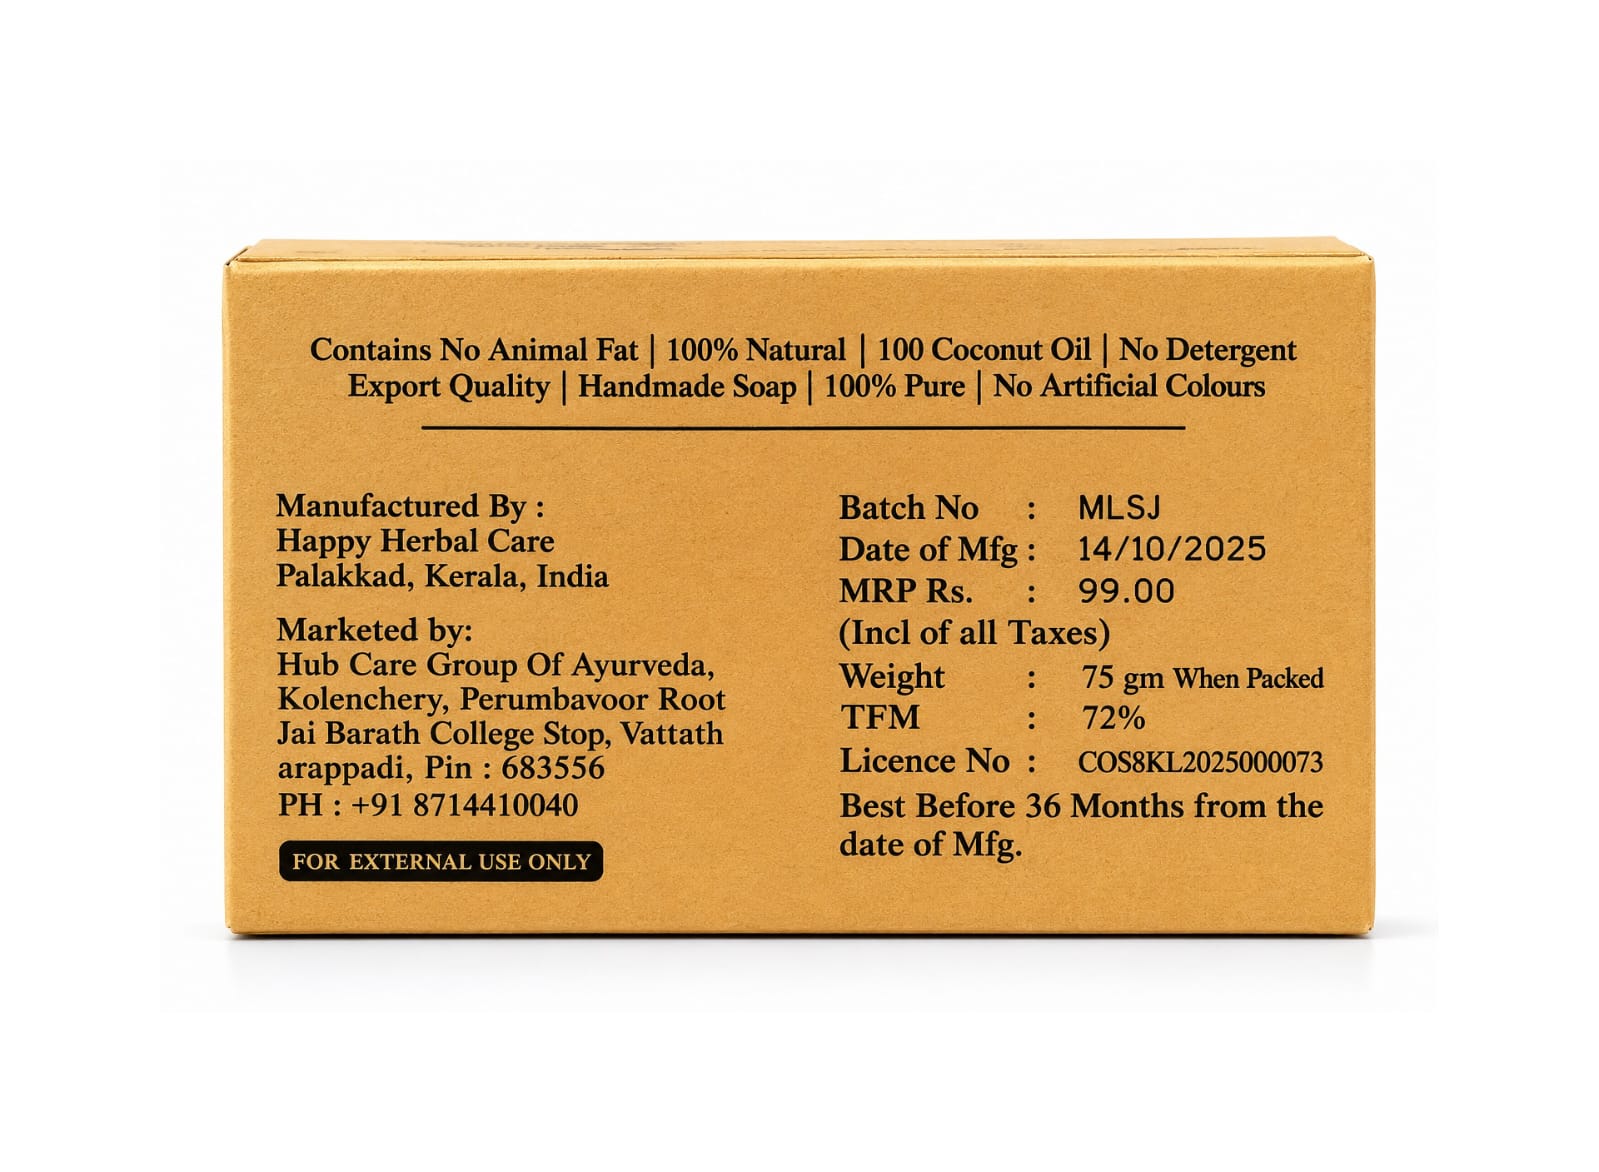 Contains No Animal Fat | 100% Natural | 100 Coconut Oil | No Detergent
Export Quality | Handmade Soap | 100% Pure | No Artificial Colours
Manufactured By :
Happy Herbal Care
Palakkad, Kerala, India
Marketed by:
Hub Care Group Of Ayurveda,
Kolenchery, Perumbavoor Root
Jai Barath College Stop, Vattath
arappadi, Pin : 683556
PH : +91 8714410040
FOR EXTERNAL USE ONLY
Batch No : MLSJ
Date of Mfg : 14/10/2025
MRP Rs. : 99.00
(Incl of all Taxes)
Weight : 75 gm When Packed
TFM : 72%
Licence No : COS8KL2025000073
Best Before 36 Months from the
date of Mfg.